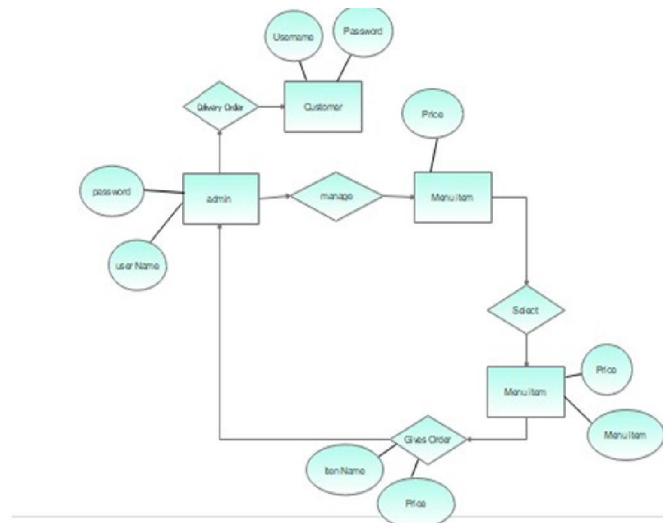 Username
Password
Delivery Order
Customer
Price
password
admin
manage
Menu item
user Name
Select
Price
Menu item
Menu item
Gives Order
Iten Name
Price